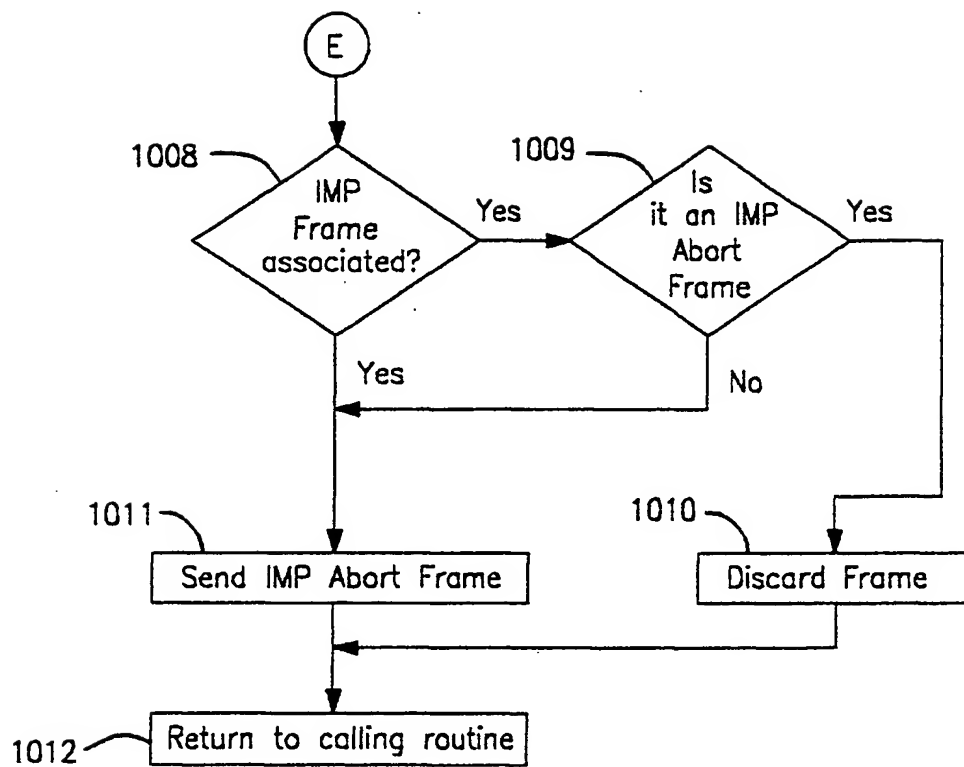 E
1008
IMP
Frame
associated?
Yes
1009
Is
it an IMP
Abort
Frame
Yes
Yes
No
1011
Send IMP Abort Frame
1010
Discard Frame
1012
Return to calling routine